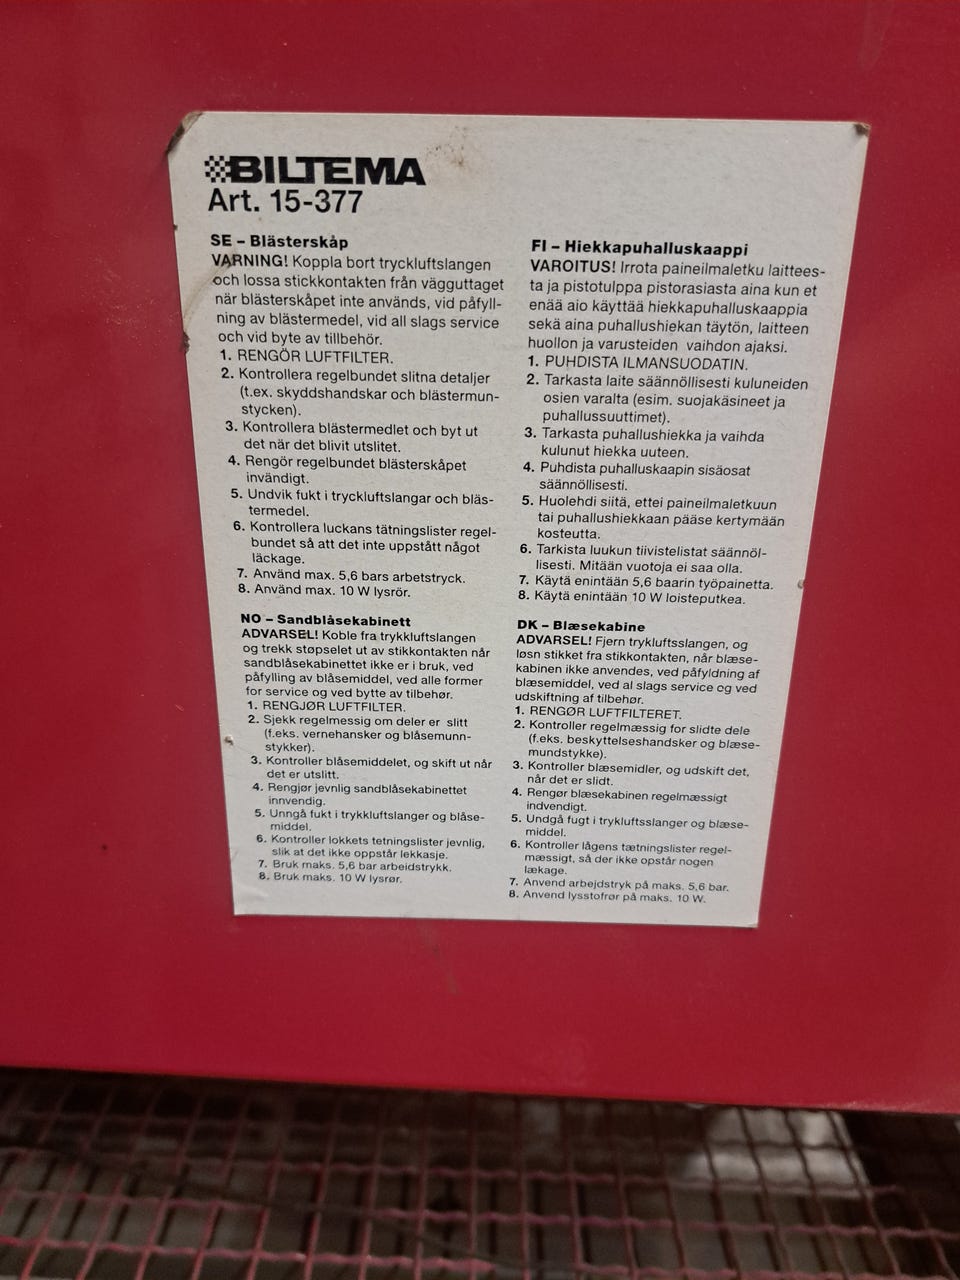 BILTEMA
Art. 15-377
SE – Blästerskåp
VARNING! Koppla bort tryckluftslangen
och lossa stickkontakten från vägguttaget
när blästerskåpet inte används, vid påfyll-
ning av blästermedel, vid all slags service
och vid byte av tillbehör.
1. RENGÖR LUFTFILTER.
2. Kontrollera regelbundet slitna detaljer
(t.ex. skyddshandskar och blästermun-
stycken).
3. Kontrollera blästermedlet och byt ut
det när det blivit utslitet.
4. Rengör regelbundet blästerskåpet
invändigt.
5. Undvik fukt i tryckluftslangar och bläs-
termedel.
6. Kontrollera luckans tätningslister regel-
bundet så att det inte uppstått något
läckage.
7. Använd max. 5,6 bars arbetstryck.
8. Använd max. 10 W lysrör.
FI – Hiekkapuhalluskaappi
VAROITUS! Irrota paineilmaletku laittees-
ta ja pistotulppa pistorasiasta aina kun et
enää aio käyttää hiekkapuhalluskaappia
sekä aina puhallushiekan täytön, laitteen
huollon ja varusteiden vaihdon ajaksi.
1. PUHDISTA ILMANSUODATIN.
2. Tarkasta laite säännöllisesti kuluneiden
osien varalta (esim. suojakäsineet ja
puhallussuuttimet).
3. Tarkasta puhallushiekka ja vaihda
kulunut hiekka uuteen.
4. Puhdista puhalluskaapin sisäosat
säännöllisesti.
5. Huolehdi siitä, ettei paineilmaletkuun
tai puhallushiekkaan pääse kertymään
kosteutta.
6. Tarkista luukun tiivistelistat säännöl-
lisesti. Mitään vuotoja ei saa olla.
7. Käytä enintään 5,6 baarin työpainetta.
8. Käytä enintään 10 W loisteputkea.
NO – Sandblåsekabinett
ADVARSEL! Koble fra trykkluftslangen
og trekk støpselet ut av stikkontakten når
sandblåsekabinettet ikke er i bruk, ved
påfylling av blåsemiddel, ved alle former
for service og ved bytte av tilbehør.
1. RENGJØR LUFTFILTER.
2. Sjekk regelmessig om deler er slitt
(f.eks. vernehansker og blåsemunn-
stykker).
3. Kontroller blåsemiddelet, og skift ut når
det er utslitt.
4. Rengjør jevnlig sandblåsekabinettet
innvendig.
5. Unngå fukt i trykkluftslanger og blåse-
middel.
6. Kontroller lokkets tetningslister jevnlig,
slik at det ikke oppstår lekkasje.
7. Bruk maks. 5,6 bar arbeidstrykk.
8. Bruk maks. 10 W lysrør.
DK – Blæsekabine
ADVARSEL! Fjern trykluftsslangen, og
løsn stikket fra stikkontakten, når blæse-
kabinen ikke anvendes, ved påfyldning af
blæsemiddel, ved al slags service og ved
udskiftning af tilbehør.
1. RENGØR LUFTFILTERET.
2. Kontroller regelmæssig for slidte dele
(f.eks. beskyttelseshandsker og blæse-
mundstykke).
3. Kontroller blæsemidler, og udskift det,
når det er slidt.
4. Rengør blæsekabinen regelmæssigt
indvendigt.
5. Undgå fugt i trykluftsslanger og blæse-
middel.
6. Kontroller lågens tætningslister regel-
mæssigt, så der ikke opstår nogen
lækage.
7. Anvend arbejdstryk på maks. 5,6 bar.
8. Anvend lysstofrør på maks. 10 W.